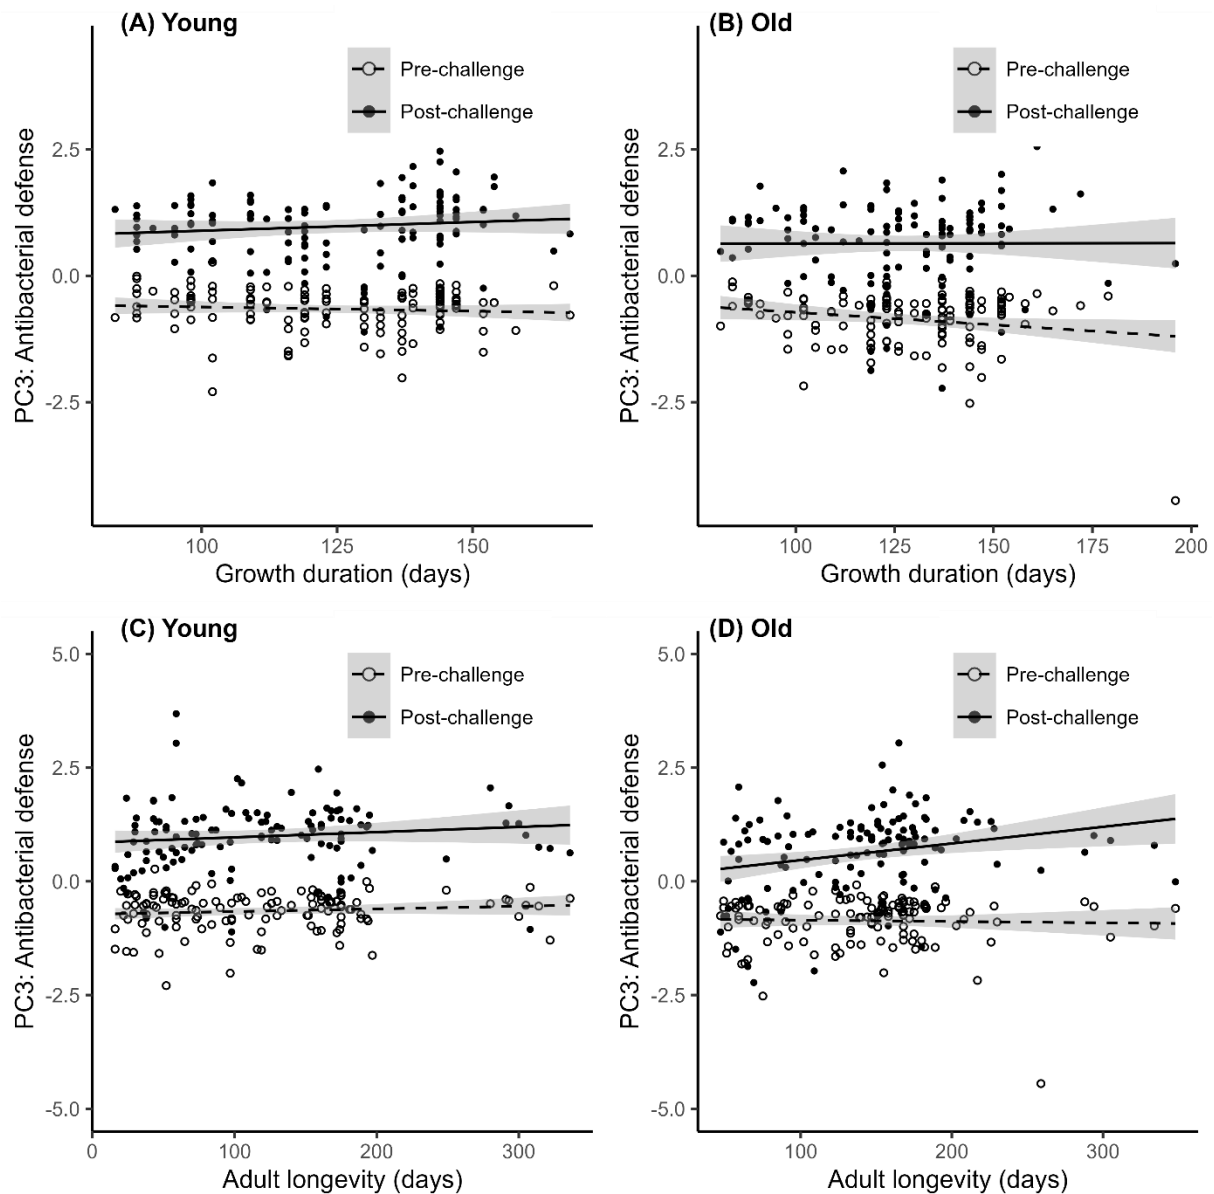 (A) Young
(B) Old
Pre-challenge
Post-challenge
Pre-challenge
Post-challenge
PC3: Antibacterial defense
2.5
0.0
-2.5
100
125
150
Growth duration (days)
PC3: Antibacterial defense
2.5
0.0
-2.5
100
125
150
175
200
Growth duration (days)
(C) Young
(D) Old
Pre-challenge
Post-challenge
Pre-challenge
Post-challenge
PC3: Antibacterial defense
5.0
2.5
0.0
-2.5
-5.0
0
100
200
300
Adult longevity (days)
PC3: Antibacterial defense
5.0
2.5
0.0
-2.5
-5.0
100
200
300
Adult longevity (days)